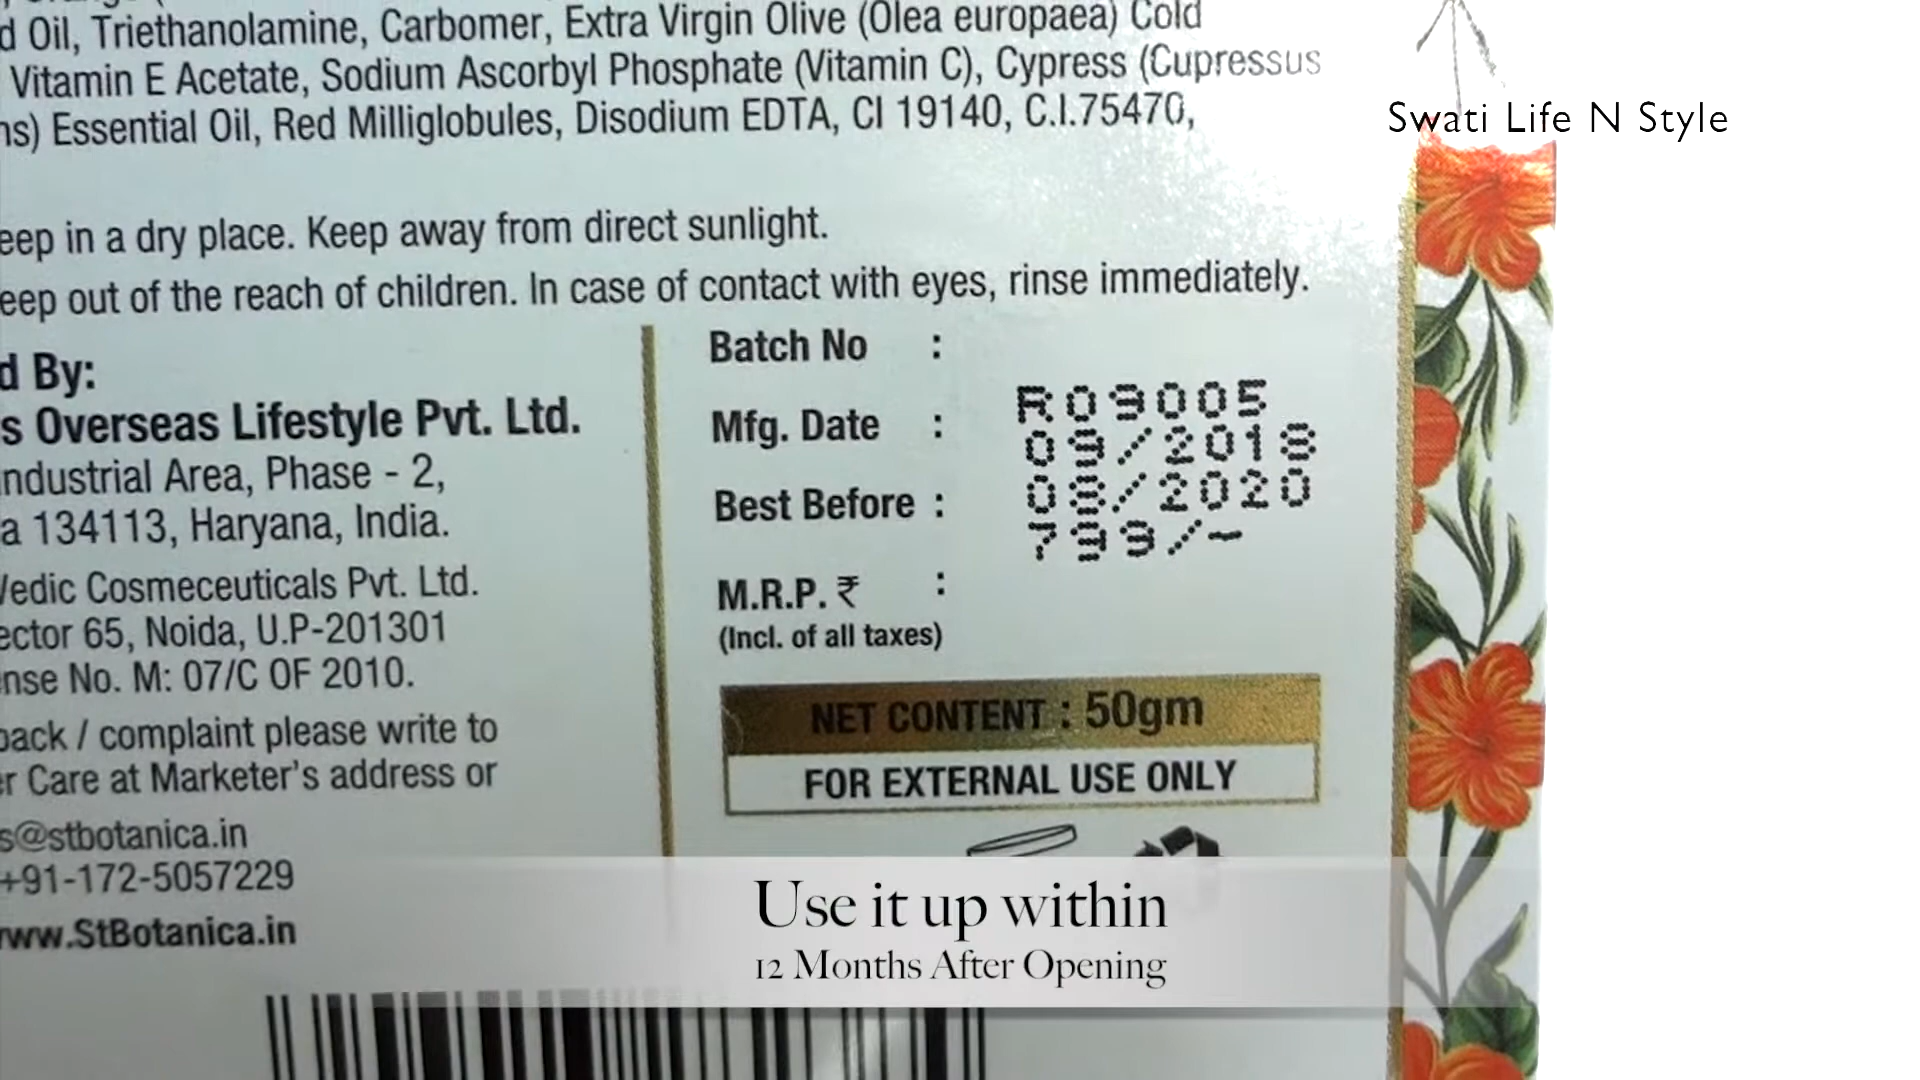 d Oil, Triethanolamine, Carbomer, Extra Virgin Olive (Olea europaea) Cold
Vitamin E Acetate, Sodium Ascorbyl Phosphate (Vitamin C), Cypress (Cupressus
ns) Essential Oil, Red Milliglobules, Disodium EDTA, CI 19140, C.I.75470,
Swati Life N Style
eep in a dry place. Keep away from direct sunlight.
eep out of the reach of children. In case of contact with eyes, rinse immediately.
d By:
s Overseas Lifestyle Pvt. Ltd.
ndustrial Area, Phase - 2,
a 134113, Haryana, India.
Vedic Cosmeceuticals Pvt. Ltd.
ector 65, Noida, U.P-201301
nse No. M: 07/C OF 2010.
back / complaint please write to
er Care at Marketer's address or
s@stbotanica.in
+91-172-5057229
www.StBotanica.in
Batch No :
Mfg. Date :
Best Before :
M.R.P. ₹ :
(Incl. of all taxes)
R09005
09/2018
08/2020
799/-
NET CONTENT : 50gm
FOR EXTERNAL USE ONLY
Use it up within
12 Months After Opening